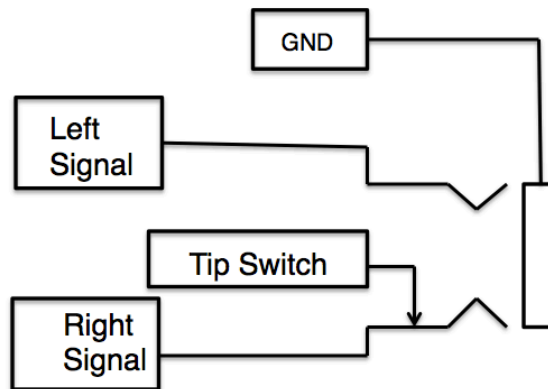 GND
Left
Signal
Tip Switch
Right
Signal